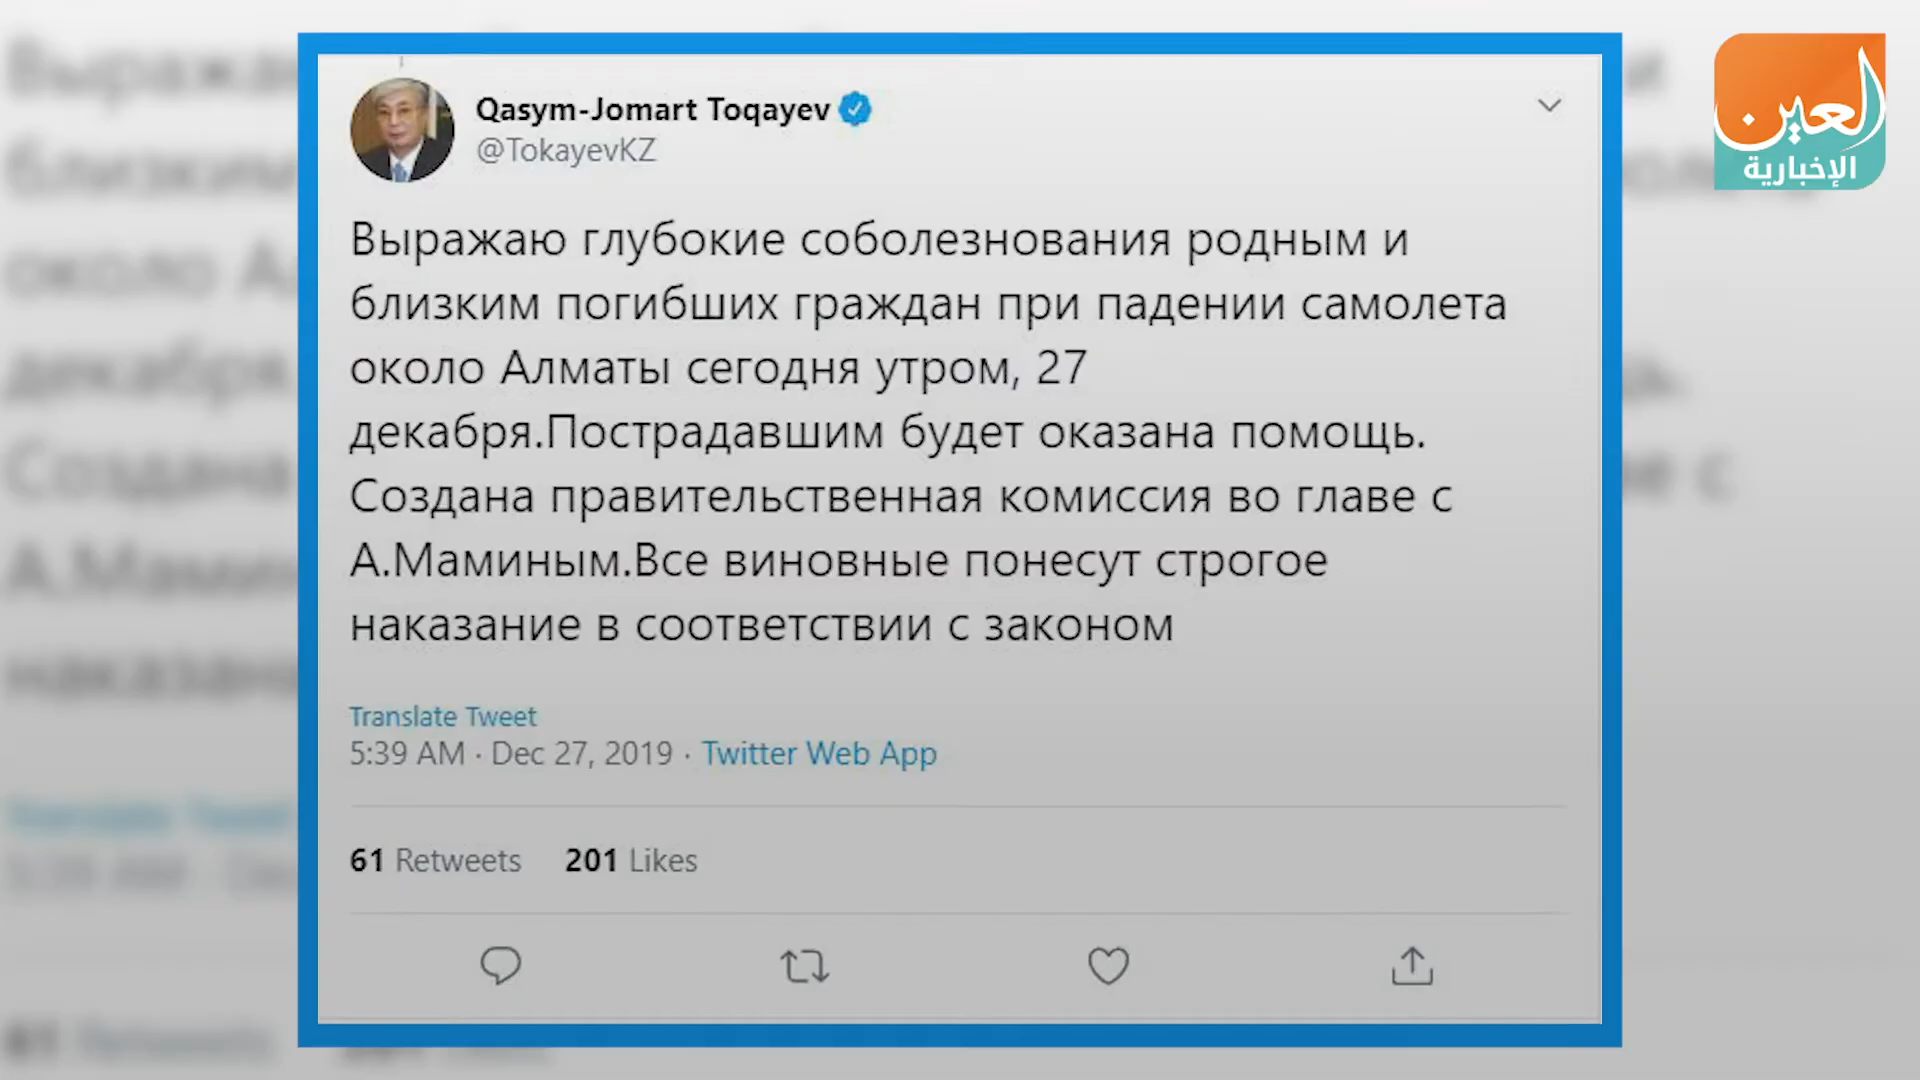 Qasym-Jomart Toqayev
@TokayevKZ
العين
الإخبارية
Выражаю глубокие соболезнования родным и
близким погибших граждан при падении самолета
около Алматы сегодня утром, 27
декабря.Пострадавшим будет оказана помощь.
Создана правительственная комиссия во главе с
А.Маминым.Все виновные понесут строгое
наказание в соответствии с законом
Translate Tweet
5:39 AM · Dec 27, 2019 · Twitter Web App
61 Retweets 201 Likes